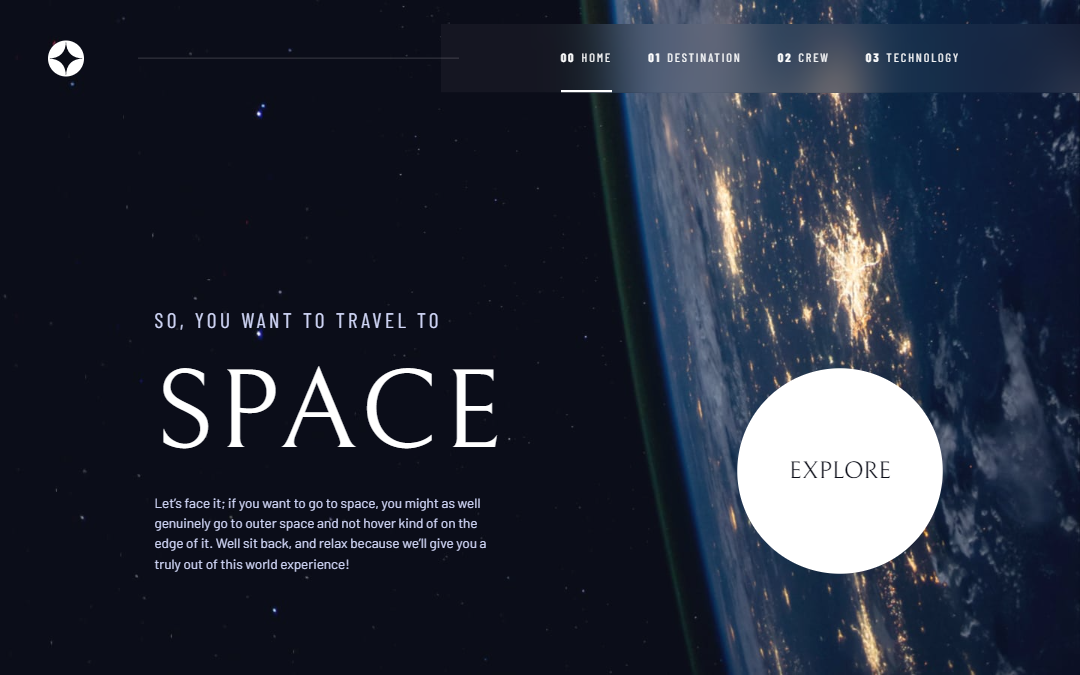 00 HOME 01 DESTINATION 02 CREW 03 TECHNOLOGY
SO, YOU WANT TO TRAVEL TO
SPACE
Let's face it; if you want to go to space, you might as well
genuinely go to outer space and not hover kind of on the
edge of it. Well sit back, and relax because we'll give you a
truly out of this world experience!
EXPLORE